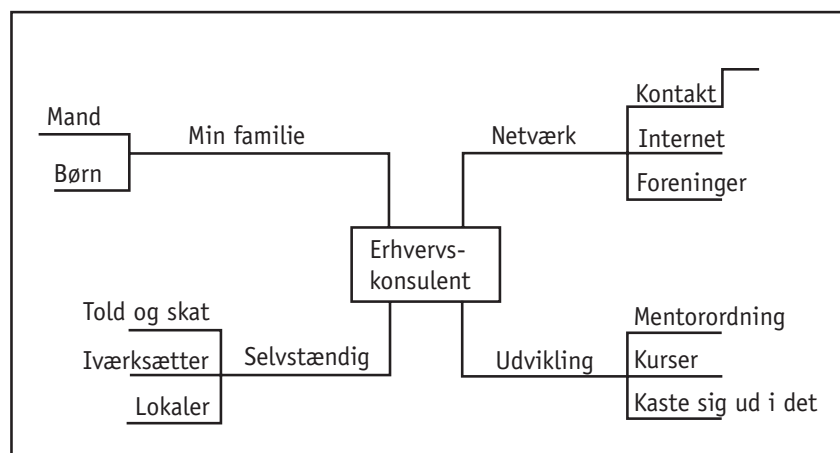 Mand
Børn
Min familie
Netværk
Kontakt
Internet
Foreninger
Erhvervs-
konsulent
Told og skat
Iværksætter
Lokaler
Selvstændig
Udvikling
Mentorordning
Kurser
Kaste sig ud i det